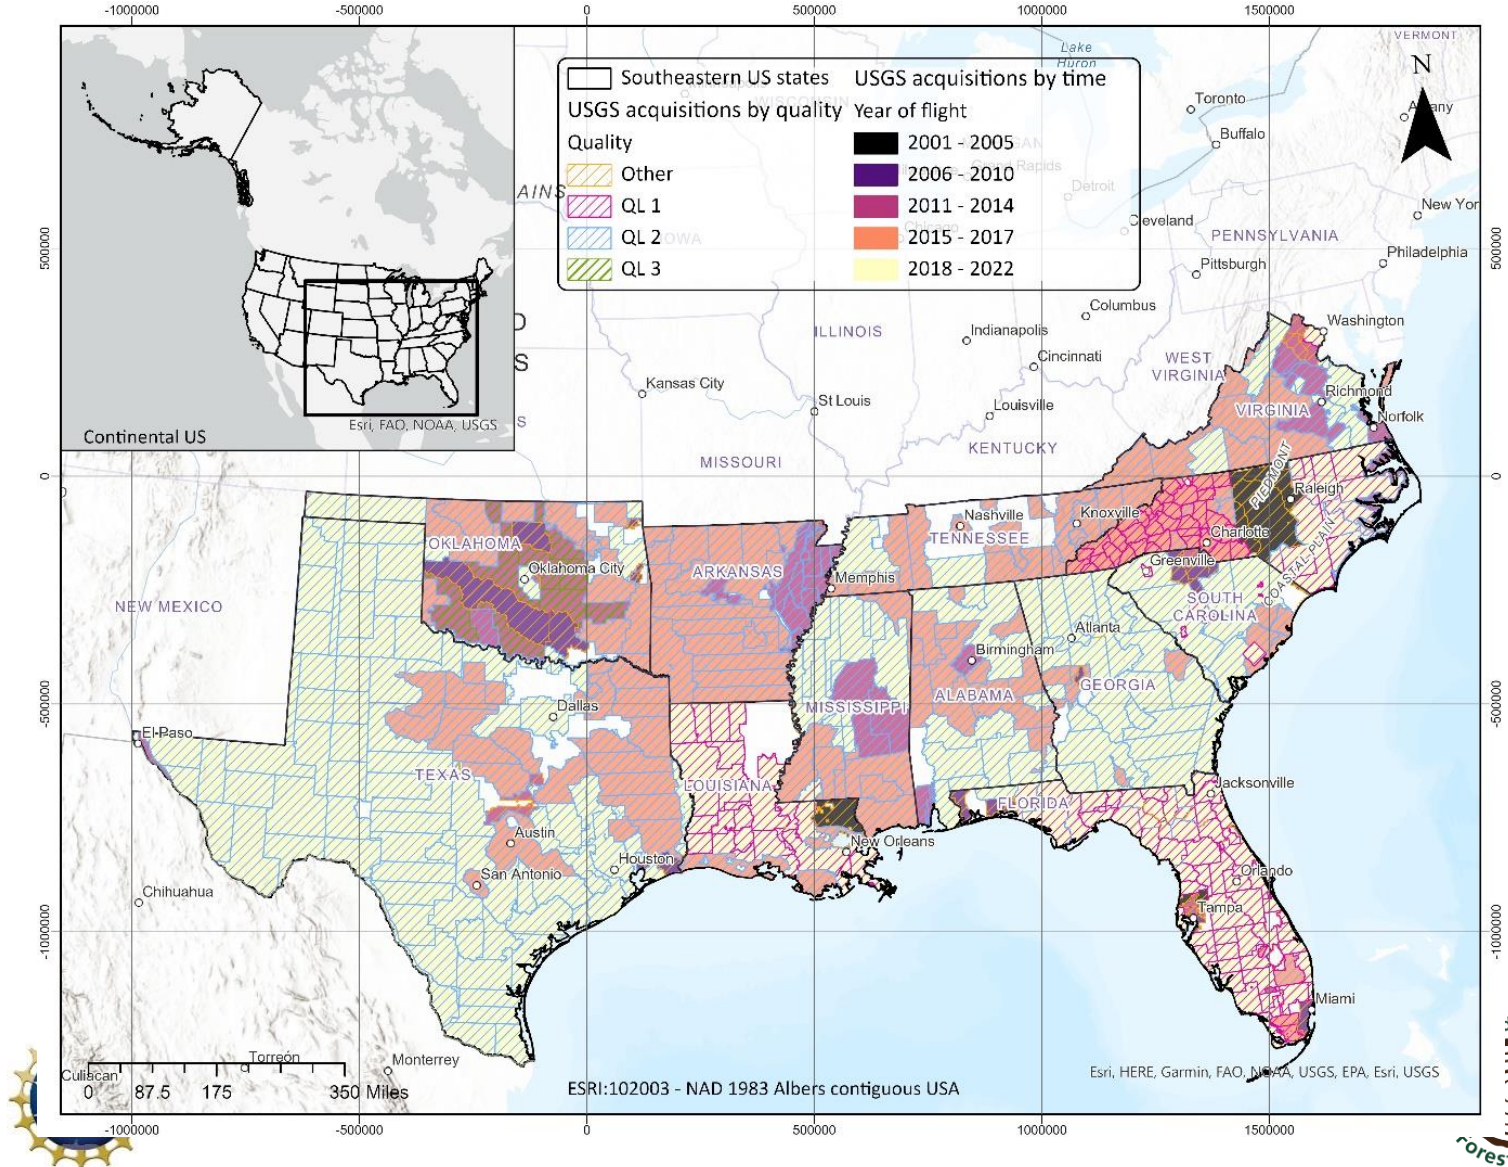 -1000000
-500000
0
500000
1000000
1500000
Southeastern US states
USGS acquisitions by quality
Quality
Other
QL 1
QL 2
QL 3
USGS acquisitions by time
Year of flight
2001 - 2005
2006 - 2010
2011 - 2014
2015 - 2017
2018 - 2022
Continental US
Esri, FAO, NOAA, USGS
N
Lake
Huron
VERMONT
Toronto
Buffalo
Grand Rapids
Detroit
Cleveland
New Yor
PENNSYLVANIA
Philadelphia
Pittsburgh
Columbus
ILLINOIS
Indianapolis
Washington
Cincinnati
WEST
VIRGINIA
Kansas City
St Louis
Louisville
Richmond
VIRGINIA
Norfolk
KENTUCKY
MISSOURI
PIEDMONT
Raleigh
Nashville
Knoxville
TENNESSEE
Charlotte
COASTAL PLAIN
OKLAHOMA
Oklahoma City
ARKANSAS
Memphis
Greenville
SOUTH
CAROLINA
NEW MEXICO
Atlanta
Birmingham
GEORGIA
ALABAMA
MISSISSIPPI
Dallas
El Paso
TEXAS
LOUISIANA
Jacksonville
FLORIDA
Austin
New Orleans
Houston
San Antonio
Orlando
Chihuahua
Tampa
Miami
Torreón
Monterrey
Culiacan
0 87.5 175 350 Miles
ESRI:102003 - NAD 1983 Albers contiguous USA
Esri, HERE, Garmin, FAO, NOAA, USGS, EPA, Esri, USGS
500000
0
-500000
-1000000
500000
0
-500000
-1000000
-1000000
-500000
0
500000
1000000
1500000